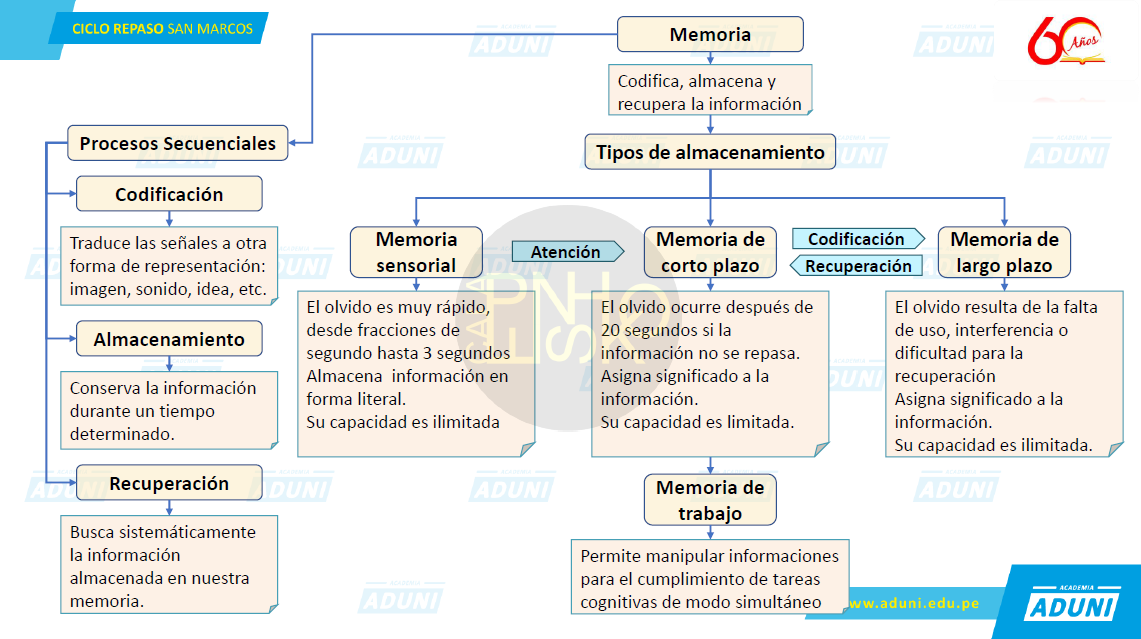 CICLO REPASO SAN MARCOS
60 Años
Memoria
Codifica, almacena y
recupera la información
Tipos de almacenamiento
Procesos Secuenciales
Codificación
Traduce las señales a otra
forma de representación:
imagen, sonido, idea, etc.
Almacenamiento
Conserva la información
durante un tiempo
determinado.
Recuperación
Busca sistemáticamente
la información
almacenada en nuestra
memoria.
Memoria
sensorial
Atención
Memoria de
corto plazo
Codificación
Recuperación
Memoria de
largo plazo
El olvido es muy rápido,
desde fracciones de
segundo hasta 3 segundos
Almacena información en
forma literal.
Su capacidad es ilimitada
El olvido ocurre después de
20 segundos si la
información no se repasa.
Asigna significado a la
información.
Su capacidad es limitada.
El olvido resulta de la falta
de uso, interferencia o
dificultad para la
recuperación
Asigna significado a la
información.
Su capacidad es ilimitada.
Memoria de
trabajo
Permite manipular informaciones
para el cumplimiento de tareas
cognitivas de modo simultáneo
www.aduni.edu.pe
ACADEMIA
ADUNI